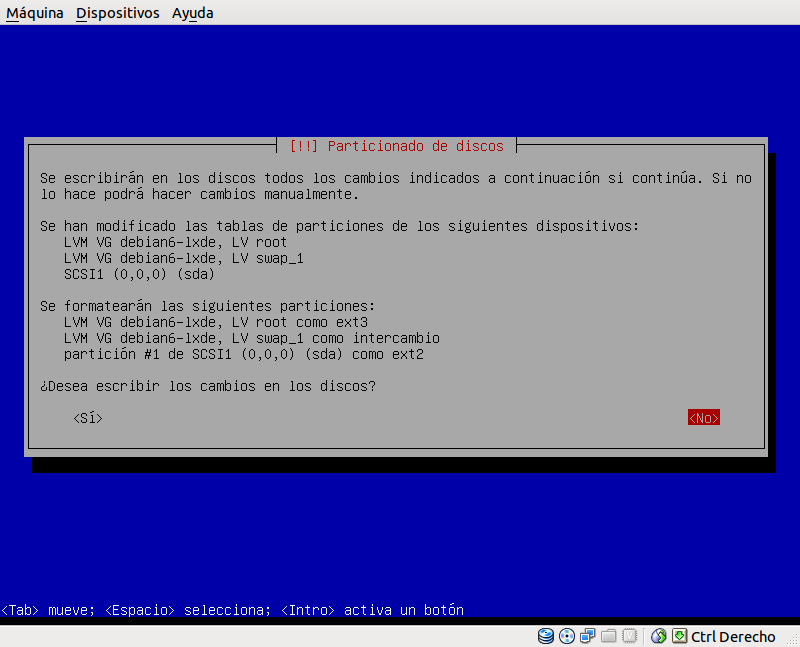 Máquina Dispositivos Ayuda
[!!] Particionado de discos
Se escribirán en los discos todos los cambios indicados a continuación si continúa. Si no
lo hace podrá hacer cambios manualmente.
Se han modificado las tablas de particiones de los siguientes dispositivos:
LVM VG debian6-lxde, LV root
LVM VG debian6-lxde, LV swap_1
SCSI1 (0,0,0) (sda)
Se formatearán las siguientes particiones:
LVM VG debian6-lxde, LV root como ext3
LVM VG debian6-lxde, LV swap_1 como intercambio
partición #1 de SCSI1 (0,0,0) (sda) como ext2
¿Desea escribir los cambios en los discos?
<Sí> <No>
<Tab> mueve; <Espacio> selecciona; <Intro> activa un botón
Ctrl Derecho